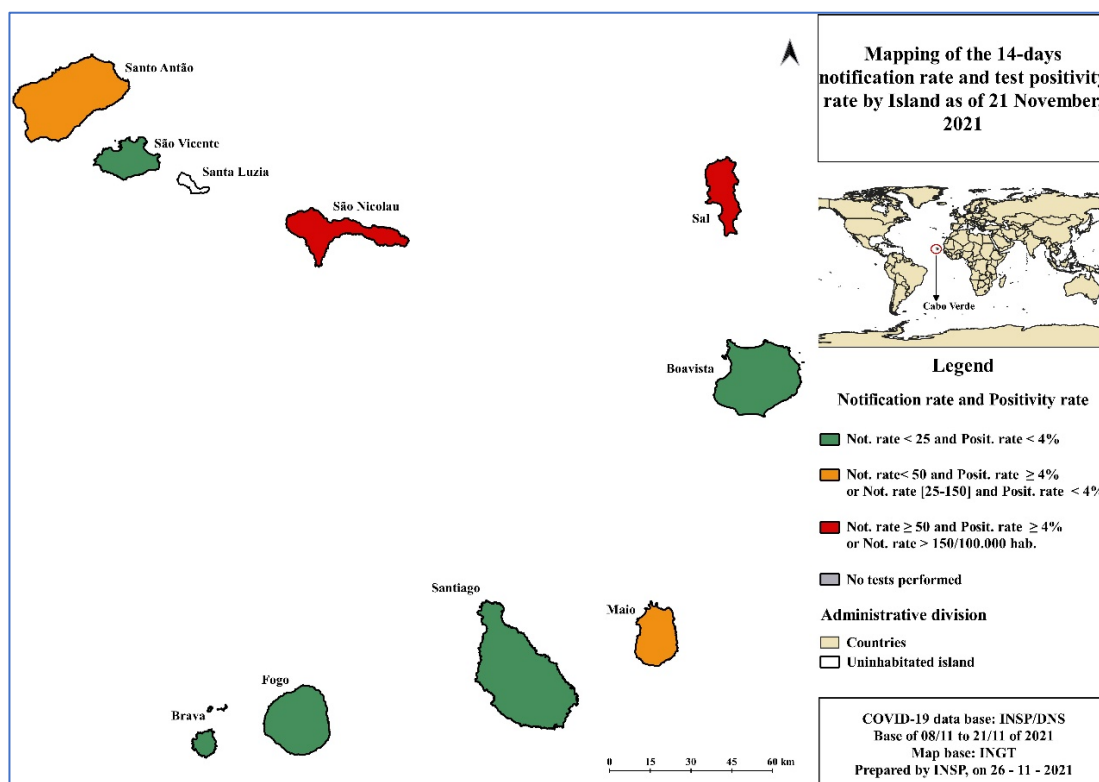 Mapping of the 14-days
notification rate and test positivity
rate by Island as of 21 November,
2021
Santo Antão
São Vicente
Santa Luzia
São Nicolau
Sal
Cabo Verde
Boavista
Legend
Notification rate and Positivity rate
Not. rate < 25 and Posit. rate < 4%
Not. rate< 50 and Posit. rate ≥ 4%
or Not. rate [25-150] and Posit. rate < 4%
Not. rate ≥ 50 and Posit. rate ≥ 4%
or Not. rate > 150/100.000 hab.
No tests performed
Administrative division
Countries
Uninhabitated island
Santiago
Maio
Fogo
Brava
0 15 30 45 60 km
COVID-19 data base: INSP/DNS
Base of 08/11 to 21/11 of 2021
Map base: INGT
Prepared by INSP, on 26 - 11 - 2021